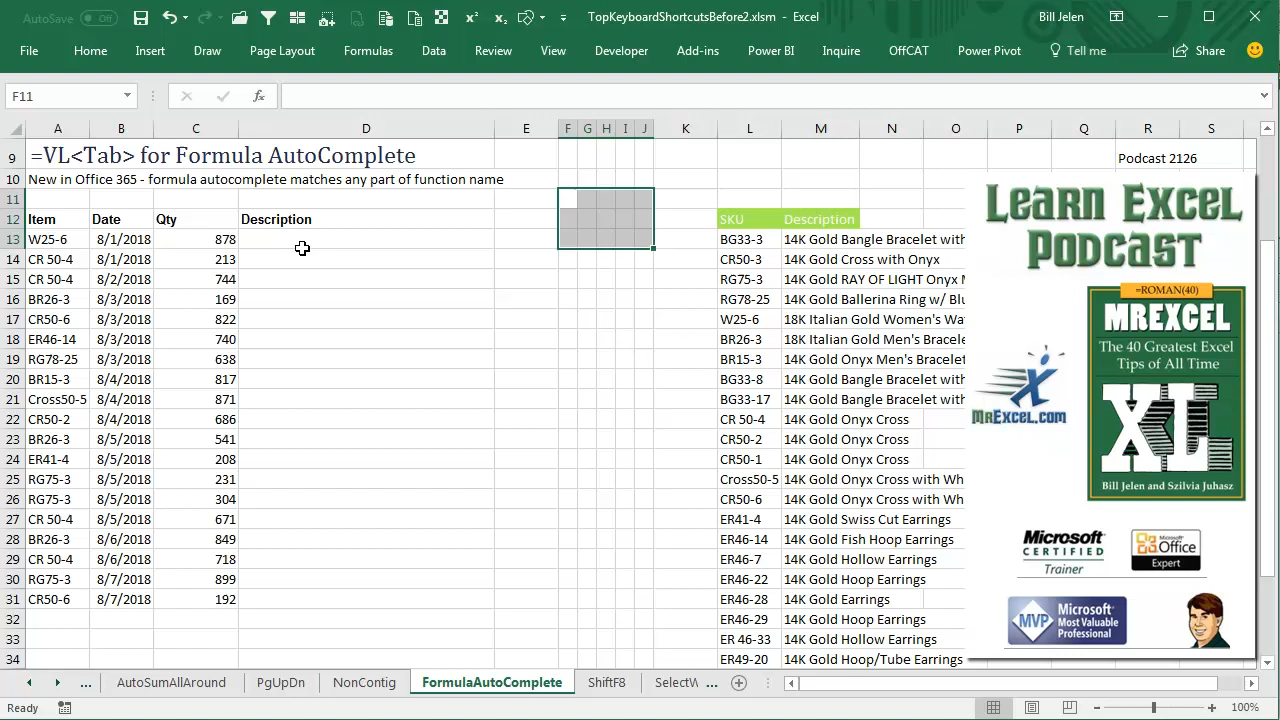 AutoSave Off TopKeyboardShortcutsBefore2.xlsm - Excel Bill Jelen
File Home Insert Draw Page Layout Formulas Data Review View Developer Add-ins Power BI Inquire OffCAT Power Pivot Tell me Share
F11 fx
A B C D E F G H I J K L M N O P Q R S
9 =VL<Tab> for Formula AutoComplete Podcast 2126
10 New in Office 365 - formula autocomplete matches any part of function name
11
12 Item Date Qty Description SKU Description
13 W25-6 8/1/2018 878 BG33-3 14K Gold Bangle Bracelet with
14 CR 50-4 8/1/2018 213 CR50-3 14K Gold Cross with Onyx
15 CR 50-4 8/2/2018 744 RG75-3 14K Gold RAY OF LIGHT Onyx
16 BR26-3 8/3/2018 169 RG78-25 14K Gold Ballerina Ring w/
17 CR50-6 8/3/2018 822 W25-6 18K Italian Gold Women's
18 ER46-14 8/3/2018 740 BR26-3 18K Italian Gold Men's
19 RG78-25 8/4/2018 638 BR15-3 14K Gold Onyx Men's Bracelet
20 BR15-3 8/4/2018 817 BG33-8 14K Gold Bangle Bracelet with
21 Cross50-5 8/4/2018 871 BG33-17 14K Gold Bangle Bracelet with
22 CR50-2 8/4/2018 686 CR 50-4 14K Gold Onyx Cross
23 BR26-3 8/5/2018 541 CR50-2 14K Gold Onyx Cross
24 ER41-4 8/5/2018 208 CR50-1 14K Gold Onyx Cross
25 RG75-3 8/5/2018 231 Cross50-5 14K Gold Onyx Cross with
26 RG75-3 8/5/2018 304 CR50-6 14K Gold Onyx Cross with
27 CR 50-4 8/5/2018 671 ER41-4 14K Gold Swiss Cut Earrings
28 BR26-3 8/6/2018 849 ER46-14 14K Gold Fish Hoop Earrings
29 CR 50-4 8/6/2018 718 ER46-7 14K Gold Hollow Earrings
30 RG75-3 8/7/2018 899 ER46-22 14K Gold Hoop Earrings
31 CR50-6 8/7/2018 192 ER46-28 14K Gold Earrings
32 ER46-29 14K Gold Hoop Earrings
33 ER 46-33 14K Gold Hollow Earrings
34 ER49-20 14K Gold Hoop/Tube Earrings
Learn Excel
Podcast
=ROMAN(40)
MREXCEL
The 40 Greatest Excel
Tips of All Time
XL
Bill Jelen and Szilvia Juhasz
MREXCEL.COM
Microsoft
CERTIFIED
Trainer
Microsoft
Office
Expert
MVP
Microsoft
Most Valuable
Professional
... AutoSumAllAround PgUpDn NonContig FormulaAutoComplete ShiftF8 SelectW ...
Ready 100%